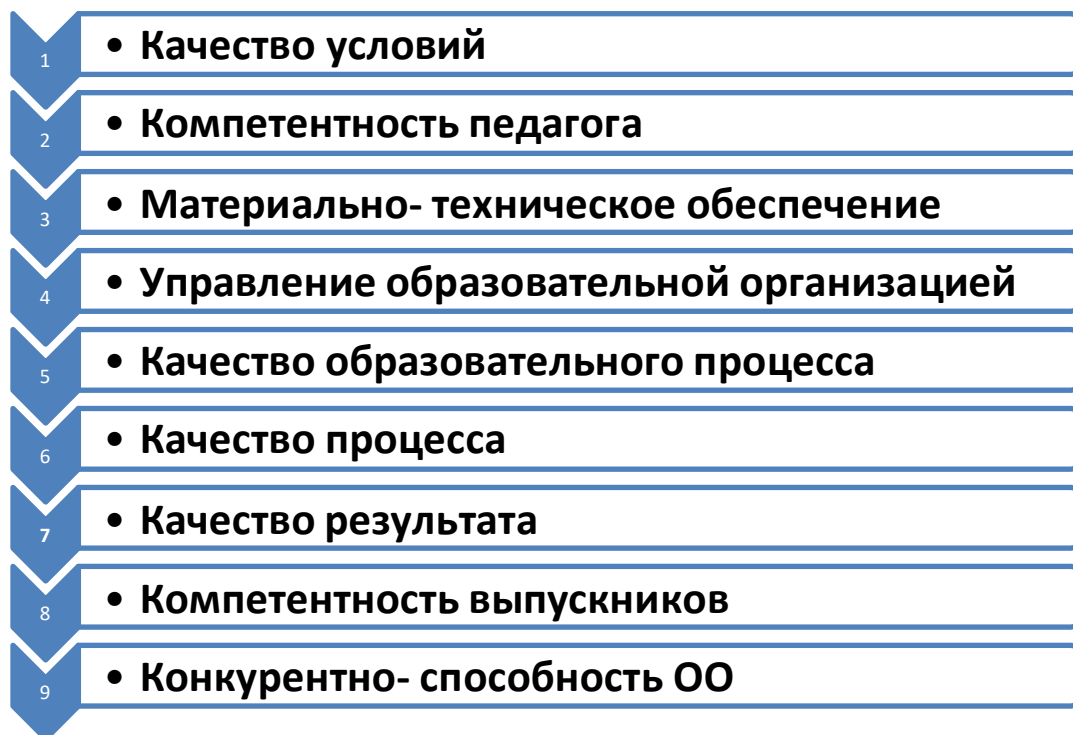 1 • Качество условий
2 • Компетентность педагога
3 • Материально- техническое обеспечение
4 • Управление образовательной организацией
5 • Качество образовательного процесса
6 • Качество процесса
7 • Качество результата
8 • Компетентность выпускников
9 • Конкурентно- способность ОО